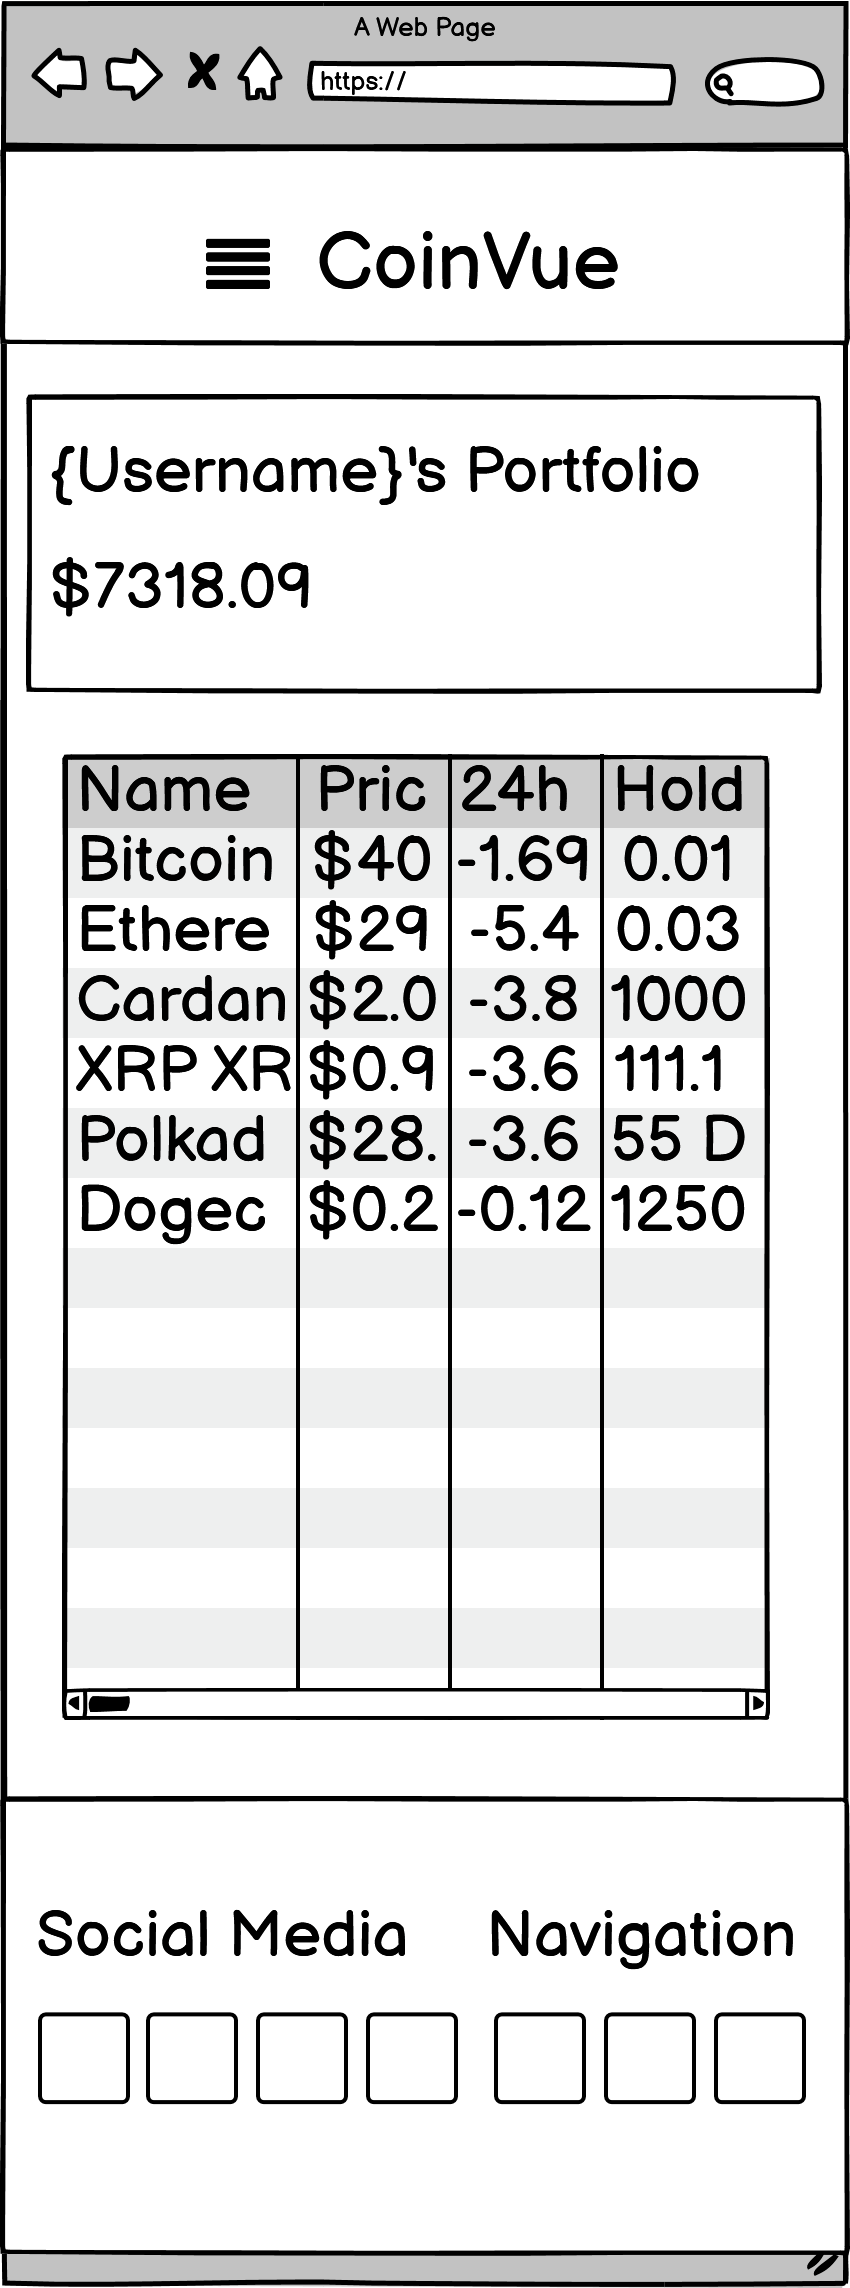 A Web Page
https://
CoinVue
{Username}'s Portfolio
$7318.09
Name Pric 24h Hold
Bitcoin $40 -1.69 0.01
Ethere $29 -5.4 0.03
Cardan $2.0 -3.8 1000
XRP XR $0.9 -3.6 111.1
Polkad $28. -3.6 55 D
Dogec $0.2 -0.12 1250
Social Media Navigation